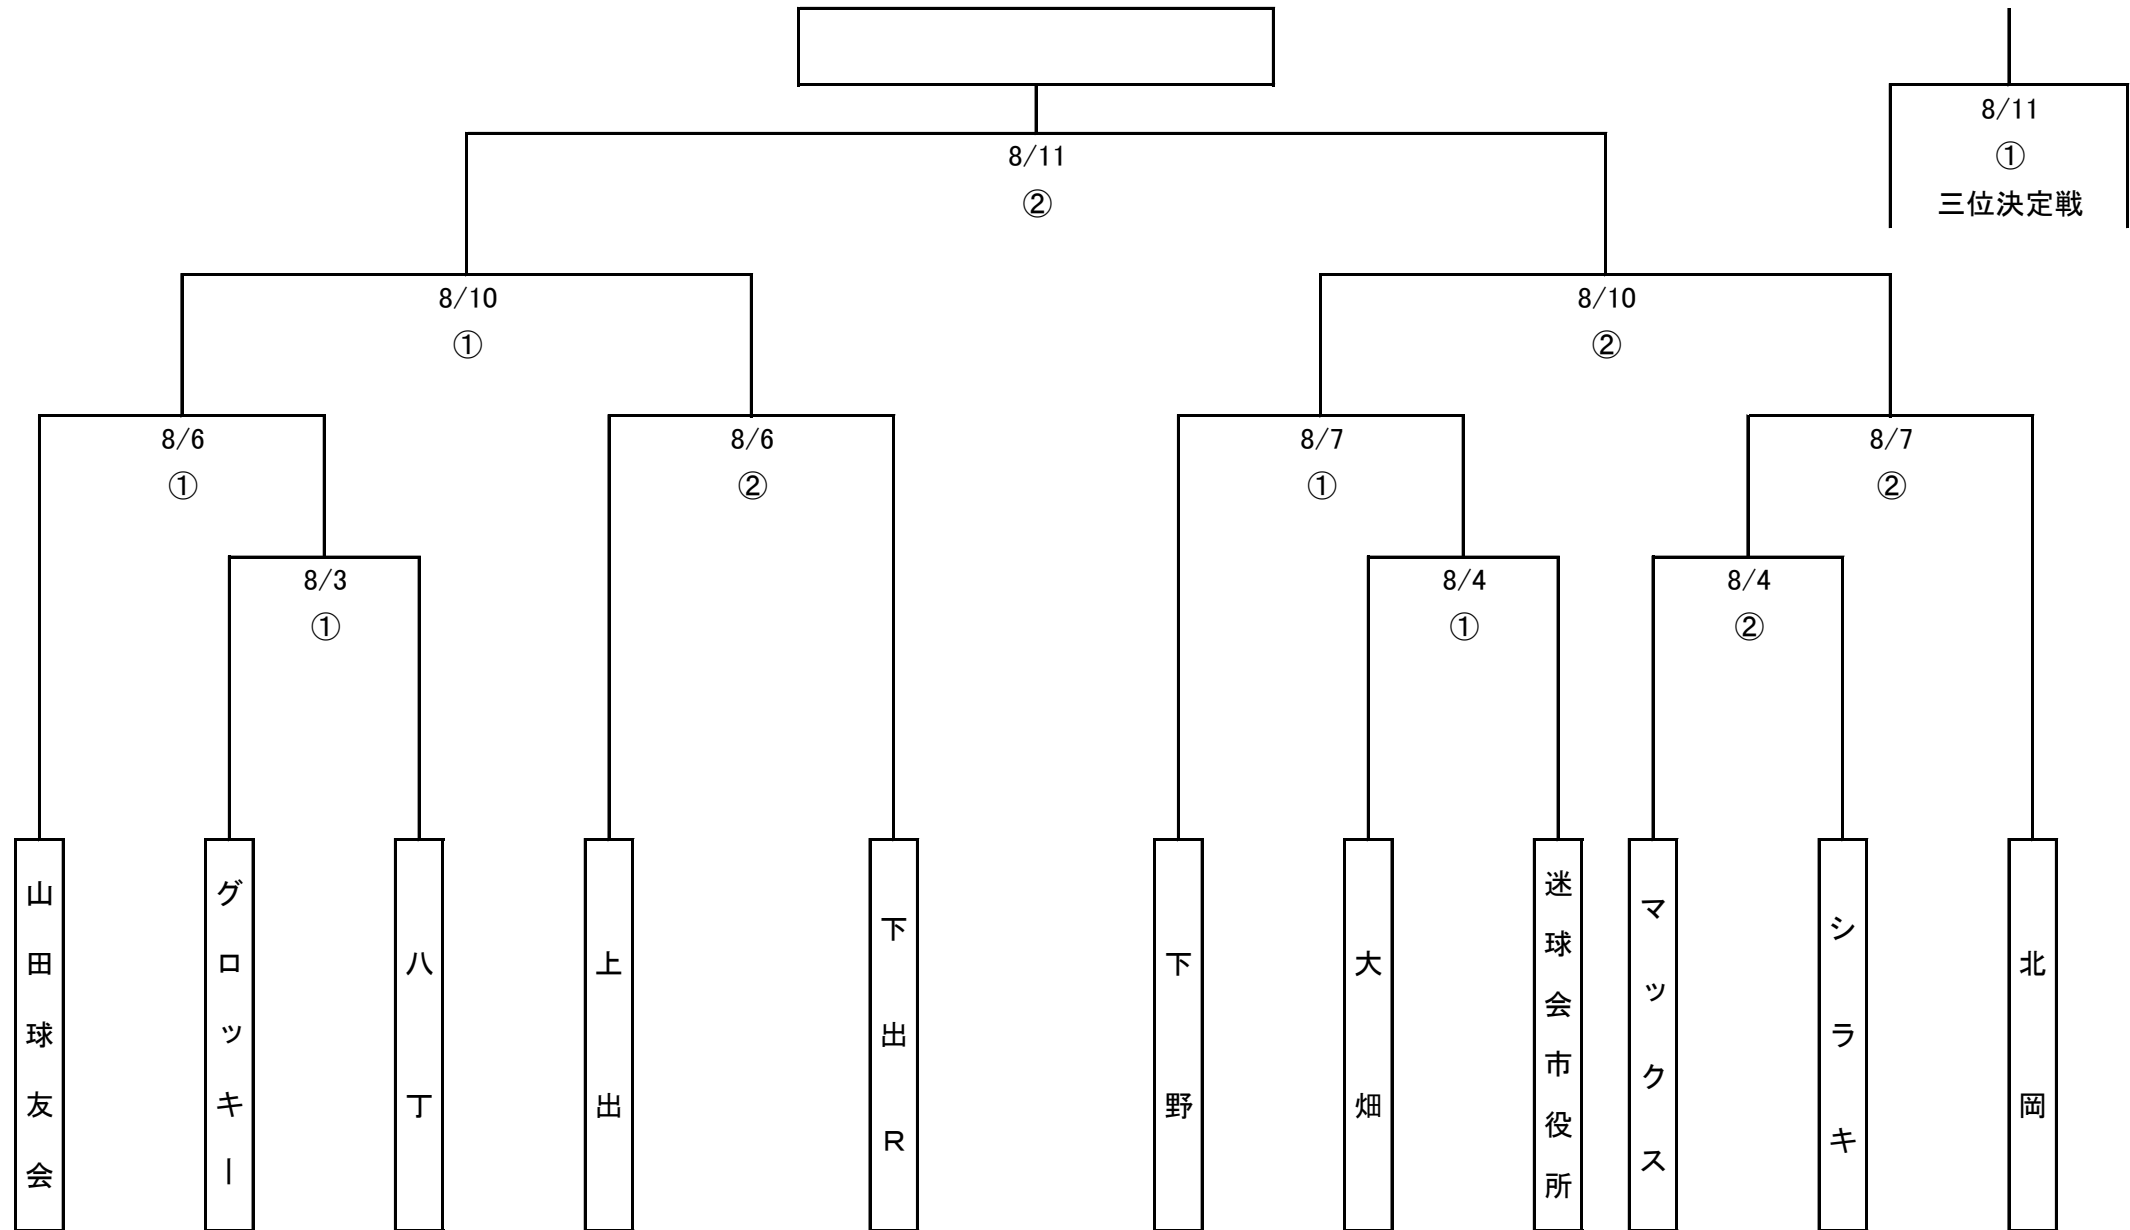 8/11
①
三位決定戦
8/11
②
8/10
①
8/10
②
8/6
①
8/6
②
8/7
①
8/7
②
8/3
①
8/4
①
8/4
②
山田球友会
グロッキー
八丁
上出
下出R
下野
大畑
迷球会市役所
マックス
シラキ
北岡